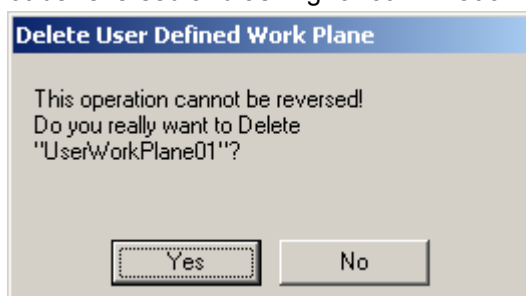 Delete User Defined Work Plane
This operation cannot be reversed!
Do you really want to Delete
"UserWorkPlane01"?
Yes No